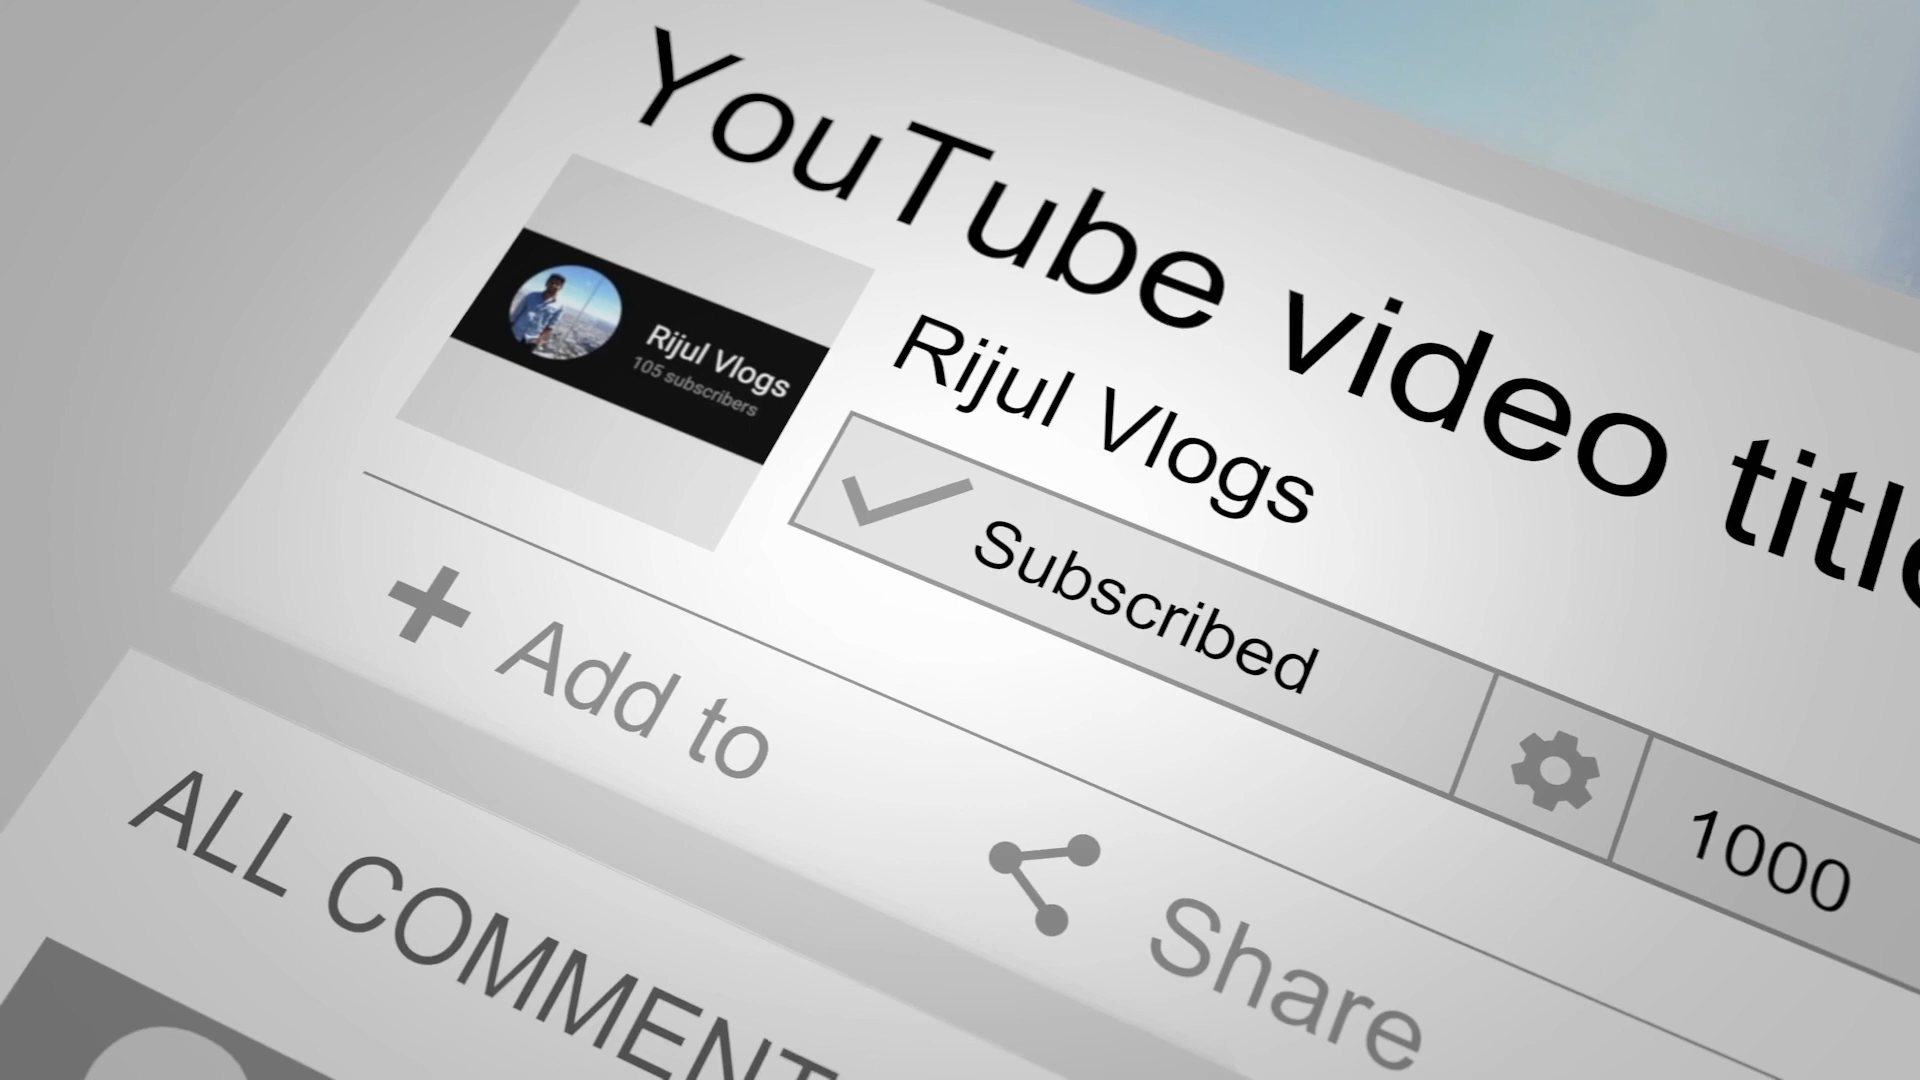 YouTube video title
Rijul Vlogs
105 subscribers
Rijul Vlogs
Subscribed
1000
Add to
Share
ALL COMMENT